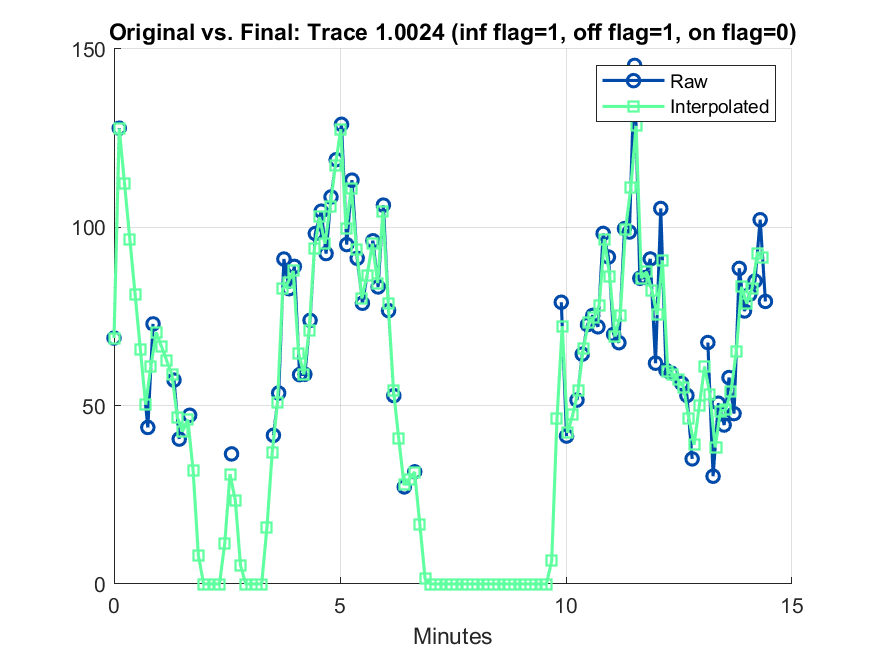 Original vs. Final: Trace 1.0024 (inf flag=1, off flag=1, on flag=0)
150
100
50
0
Raw
Interpolated
0 5 10 15
Minutes